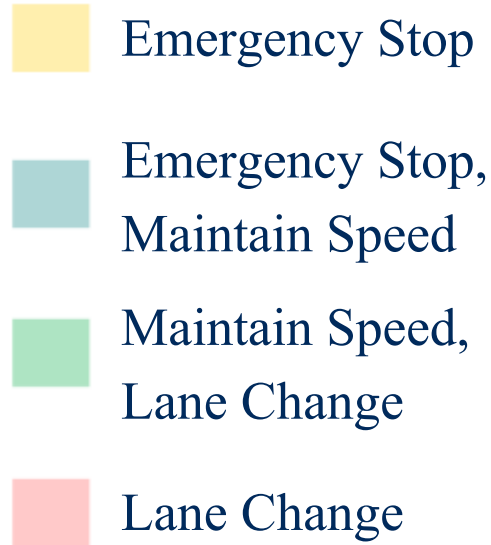 Emergency Stop
Emergency Stop,
Maintain Speed
Maintain Speed,
Lane Change
Lane Change